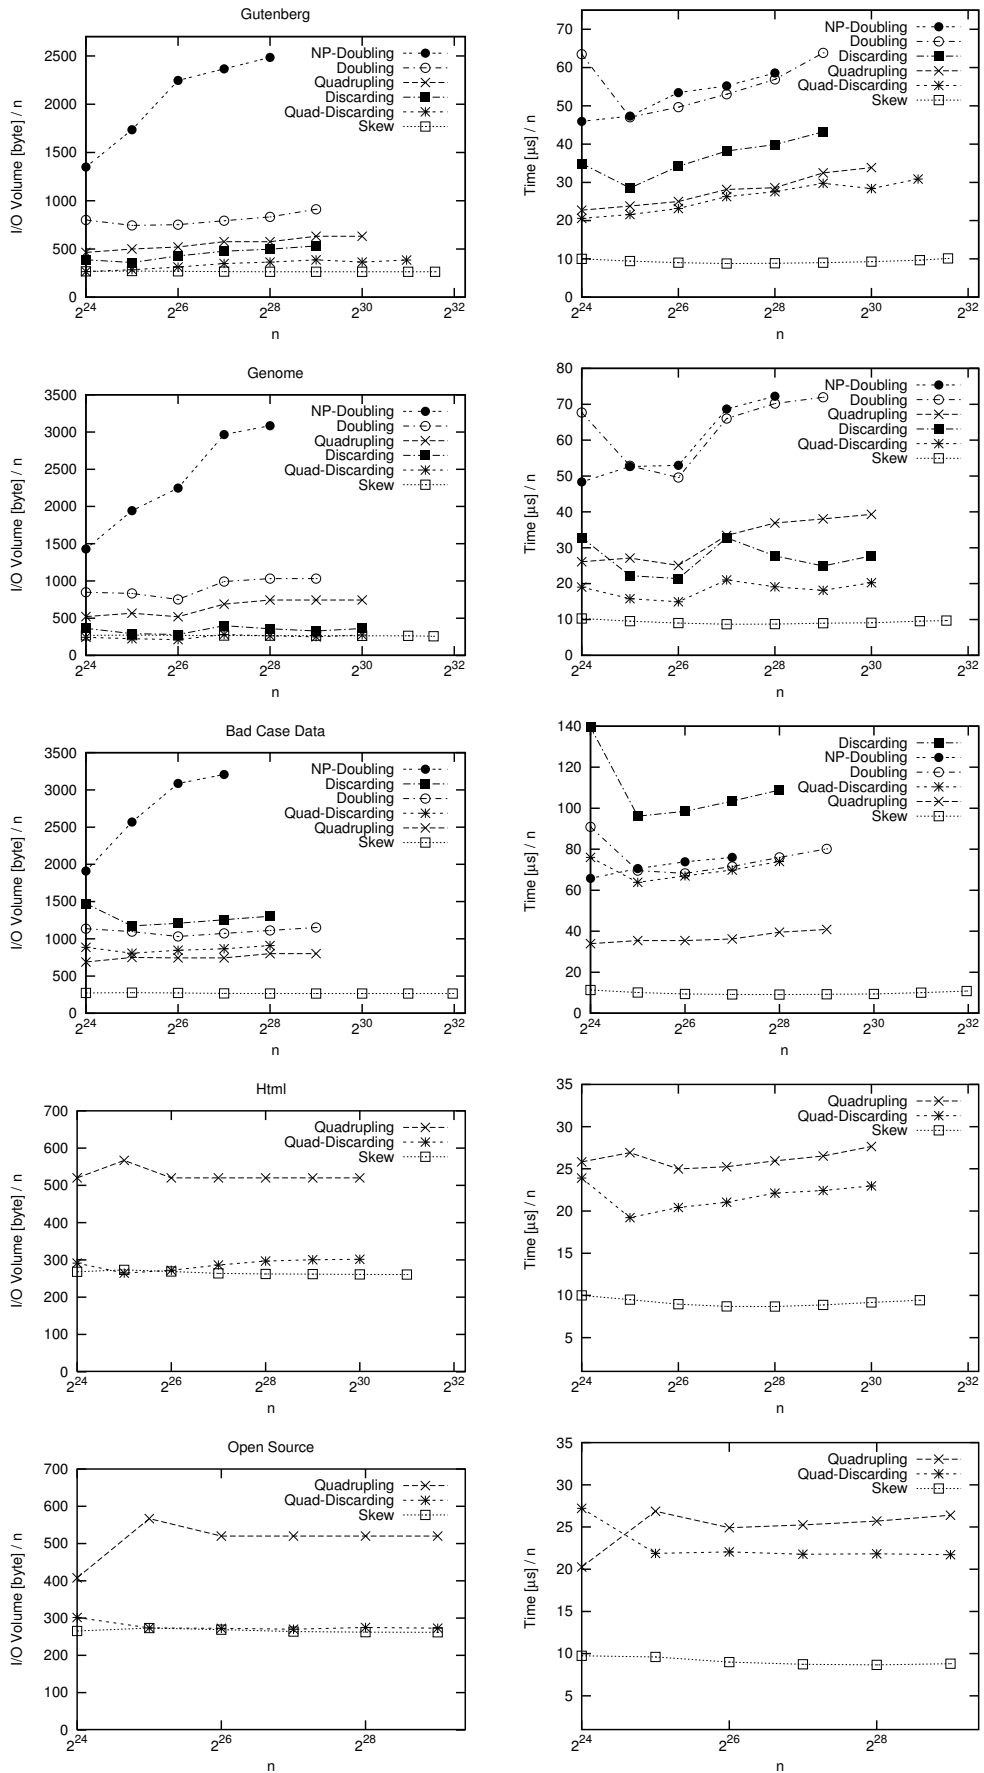 Gutenberg
I/O Volume [byte] / n
2500
2000
1500
1000
500
0
NP-Doubling
Doubling
Quadrupling
Discarding
Quad-Discarding
Skew
2^24 2^26 2^28 2^30 2^32
n
Time [µs] / n
70
60
50
40
30
20
10
0
NP-Doubling
Doubling
Discarding
Quadrupling
Quad-Discarding
Skew
2^24 2^26 2^28 2^30 2^32
n
Genome
I/O Volume [byte] / n
3500
3000
2500
2000
1500
1000
500
0
NP-Doubling
Doubling
Quadrupling
Discarding
Quad-Discarding
Skew
2^24 2^26 2^28 2^30 2^32
n
Time [µs] / n
80
70
60
50
40
30
20
10
0
NP-Doubling
Doubling
Quadrupling
Discarding
Quad-Discarding
Skew
2^24 2^26 2^28 2^30 2^32
n
Bad Case Data
I/O Volume [byte] / n
3500
3000
2500
2000
1500
1000
500
0
NP-Doubling
Discarding
Doubling
Quad-Discarding
Quadrupling
Skew
2^24 2^26 2^28 2^30 2^32
n
Time [µs] / n
140
120
100
80
60
40
20
0
Discarding
NP-Doubling
Doubling
Quad-Discarding
Quadrupling
Skew
2^24 2^26 2^28 2^30 2^32
n
Html
I/O Volume [byte] / n
700
600
500
400
300
200
100
0
Quadrupling
Quad-Discarding
Skew
2^24 2^26 2^28 2^30 2^32
n
Time [µs] / n
35
30
25
20
15
10
5
Quadrupling
Quad-Discarding
Skew
2^24 2^26 2^28 2^30 2^32
n
Open Source
I/O Volume [byte] / n
700
600
500
400
300
200
100
0
Quadrupling
Quad-Discarding
Skew
2^24 2^26 2^28
n
Time [µs] / n
35
30
25
20
15
10
5
Quadrupling
Quad-Discarding
Skew
2^24 2^26 2^28
n